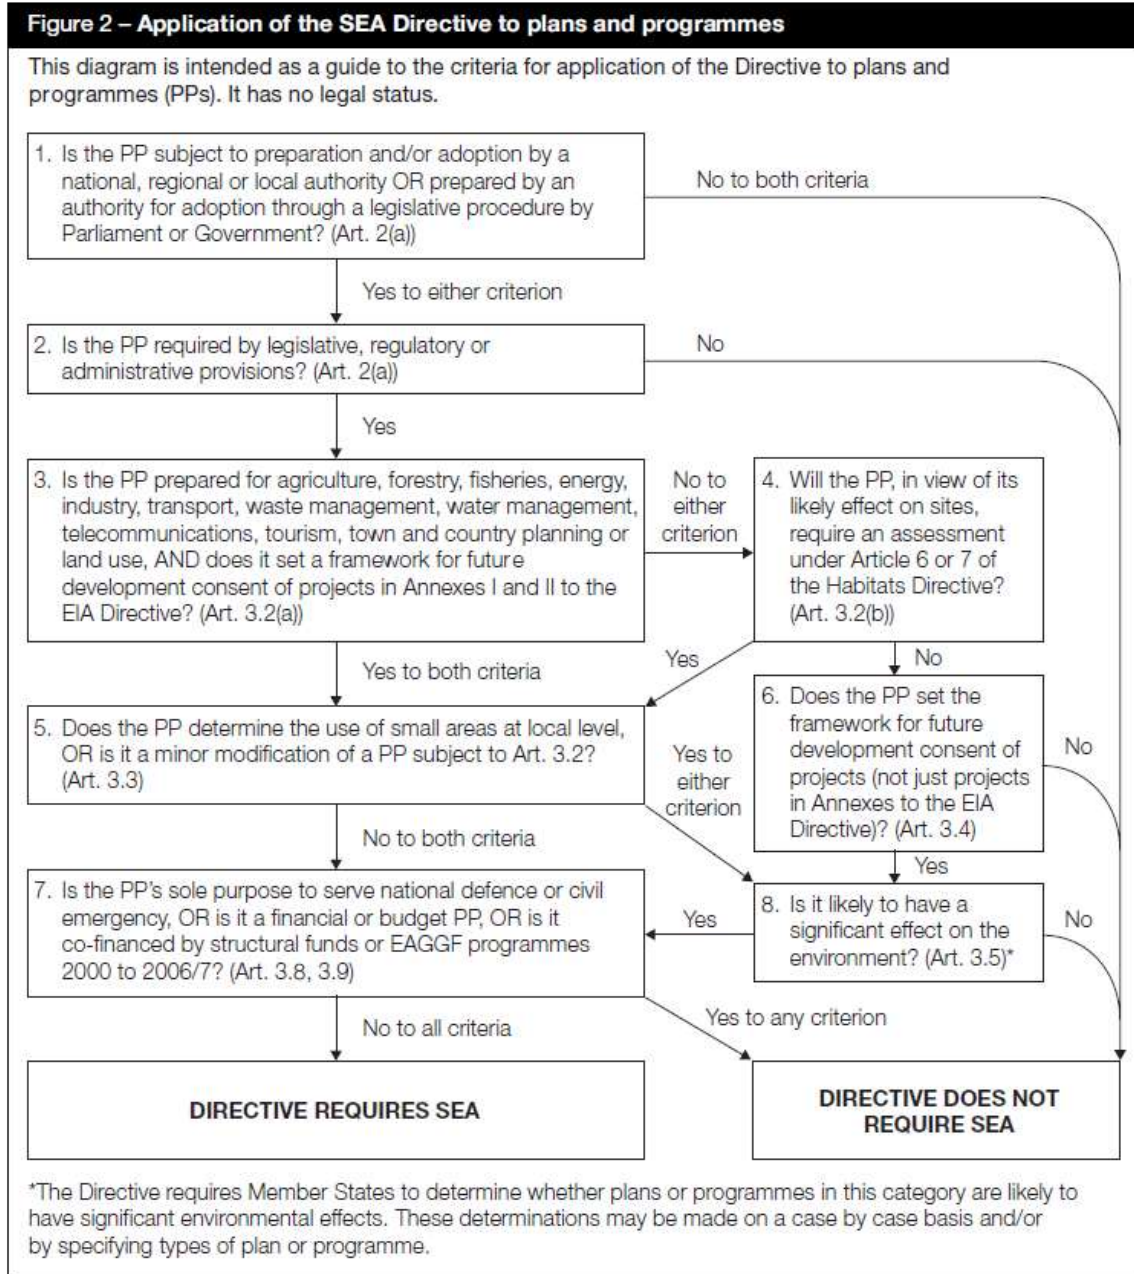 Figure 2 – Application of the SEA Directive to plans and programmes
This diagram is intended as a guide to the criteria for application of the Directive to plans and
programmes (PPs). It has no legal status.
1. Is the PP subject to preparation and/or adoption by a
national, regional or local authority OR prepared by an
authority for adoption through a legislative procedure by
Parliament or Government? (Art. 2(a))
No to both criteria
Yes to either criterion
2. Is the PP required by legislative, regulatory or
administrative provisions? (Art. 2(a))
No
Yes
3. Is the PP prepared for agriculture, forestry, fisheries, energy,
industry, transport, waste management, water management,
telecommunications, tourism, town and country planning or
land use, AND does it set a framework for future
development consent of projects in Annexes I and II to the
EIA Directive? (Art. 3.2(a))
No to
either
criterion
4. Will the PP, in view of its
likely effect on sites,
require an assessment
under Article 6 or 7 of
the Habitats Directive?
(Art. 3.2(b))
Yes to both criteria
Yes
No
5. Does the PP determine the use of small areas at local level,
OR is it a minor modification of a PP subject to Art. 3.2?
(Art. 3.3)
Yes to
either
criterion
6. Does the PP set the
framework for future
development consent of
projects (not just projects
in Annexes to the EIA
Directive)? (Art. 3.4)
No
No to both criteria
Yes
7. Is the PP's sole purpose to serve national defence or civil
emergency, OR is it a financial or budget PP, OR is it
co-financed by structural funds or EAGGF programmes
2000 to 2006/7? (Art. 3.8, 3.9)
Yes
8. Is it likely to have a
significant effect on the
environment? (Art. 3.5)*
No
No to all criteria
Yes to any criterion
DIRECTIVE REQUIRES SEA
DIRECTIVE DOES NOT
REQUIRE SEA
*The Directive requires Member States to determine whether plans or programmes in this category are likely to
have significant environmental effects. These determinations may be made on a case by case basis and/or
by specifying types of plan or programme.